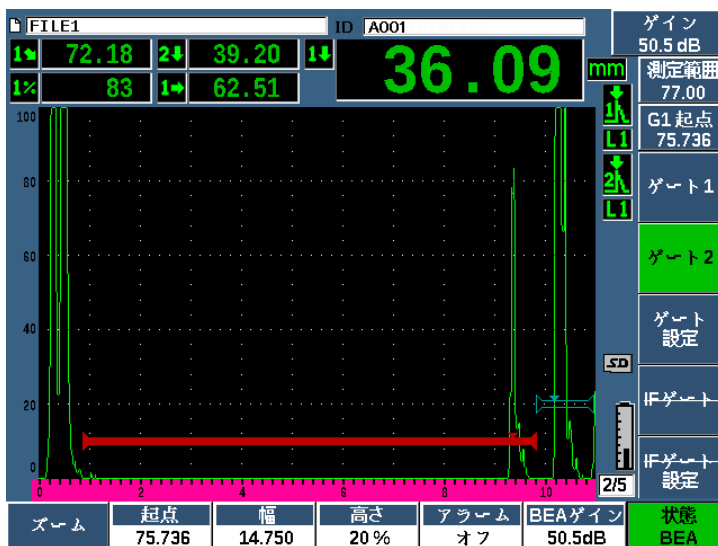 FILE1 ID A001
1 72.18 2 39.20 1 36.09 mm
1% 83 1 62.51
100
80
60
40
20
0
0 2 4 6 8 10
1
L1
2
L1
SD
2/5
ゲイン
50.5 dB
測定範囲
77.00
G1 起点
75.736
ゲート1
ゲート2
ゲート
設定
IFゲート
IFゲート
設定
ズーム
起点
75.736
幅
14.750
高さ
20 %
アラーム
オフ
BEAゲイン
50.5dB
状態
BEA